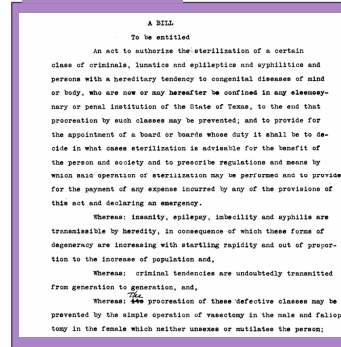 A BILL
To be entitled
An act to authorize the sterilization of a certain
class of criminals, lunatics and epileptics and syphilitics and
persons with a hereditary tendency to congenital diseases of mind
or body, who are now or may hereafter be confined in any eleemosy-
nary or penal institution of the State of Texas, to the end that
procreation by such classes may be prevented; and to provide for
the appointment of a board or boards whose duty it shall be to de-
cide in what cases sterilization is advisable for the benefit of
the person and society and to prescribe regulations and means by
which said operation of sterilization may be performed and to provide
for the payment of any expense incurred by any of the provisions of
this act and declaring an emergency.
Whereas: insanity, epilepsy, imbecility and syphilis are
transmissible by heredity, in consequence of which these forms of
degeneracy are increasing with startling rapidity and out of propor-
tion to the increase of population and,
Whereas: criminal tendencies are undoubtedly transmitted
from generation to generation, and,
Whereas: The procreation of these defective classes may be
prevented by the simple operation of vasectomy in the male and faliop
tomy in the female which neither unsexes or mutilates the person;